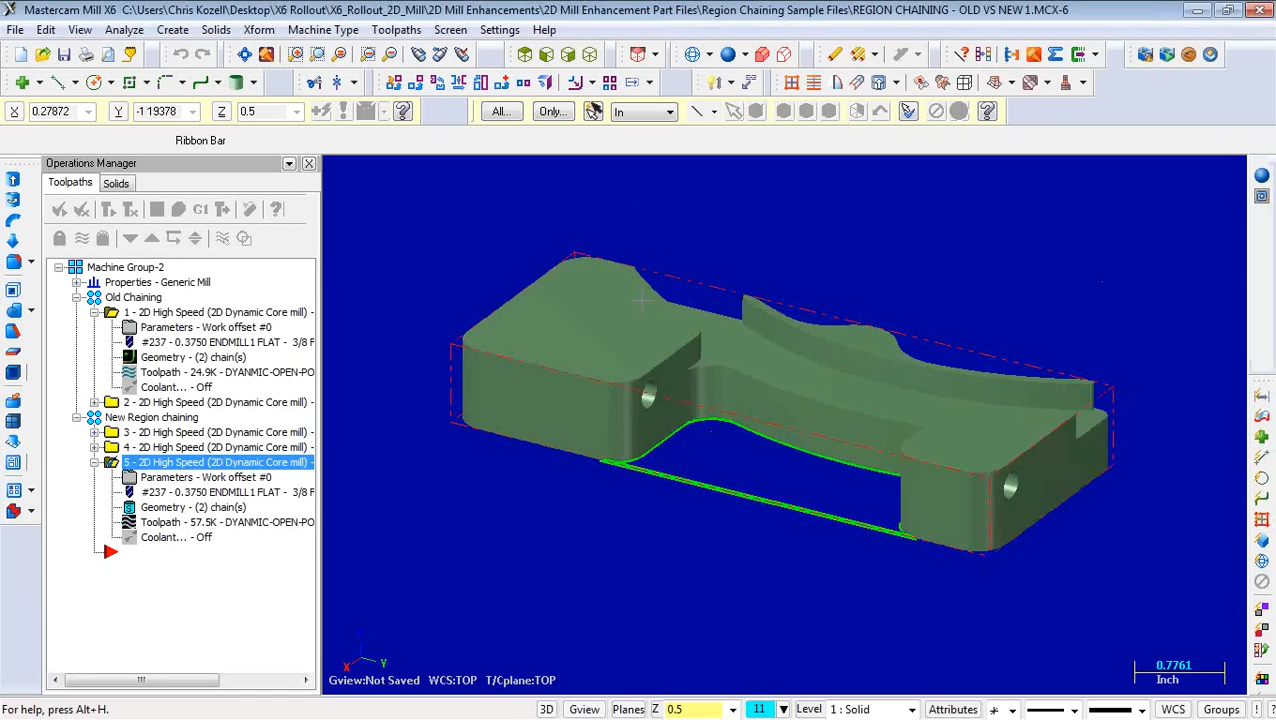 Mastercam Mill X6 C:\Users\Chris Kozell\Desktop\X6 Rollout\X6_Rollout_2D_Mill\2D Mill Enhancements\2D Mill Enhancement Part Files\Region Chaining Sample Files\REGION CHAINING - OLD VS NEW 1.MCX-6
File Edit View Analyze Create Solids Xform Machine Type Toolpaths Screen Settings Help
X 0.27872 Y -1.19378 Z 0.5 All... Only... In
Ribbon Bar
Operations Manager
Toolpaths Solids
G1
Machine Group-2
Properties - Generic Mill
Old Chaining
1 - 2D High Speed (2D Dynamic Core mill) -
Parameters - Work offset #0
#237 - 0.3750 ENDMILL1 FLAT - 3/8 F
Geometry - (2) chain(s)
Toolpath - 24.9K - DYANMIC-OPEN-PO
Coolant... - Off
2 - 2D High Speed (2D Dynamic Core mill) -
New Region chaining
3 - 2D High Speed (2D Dynamic Core mill) -
4 - 2D High Speed (2D Dynamic Core mill) -
5 - 2D High Speed (2D Dynamic Core mill) -
Parameters - Work offset #0
#237 - 0.3750 ENDMILL1 FLAT - 3/8 F
Geometry - (2) chain(s)
Toolpath - 57.5K - DYANMIC-OPEN-PO
Coolant... - Off
X Y
Gview:Not Saved WCS:TOP T/Cplane:TOP
0.7761
Inch
For help, press Alt+H.
3D Gview Planes Z 0.5 11 Level 1 : Solid Attributes WCS Groups ! ?